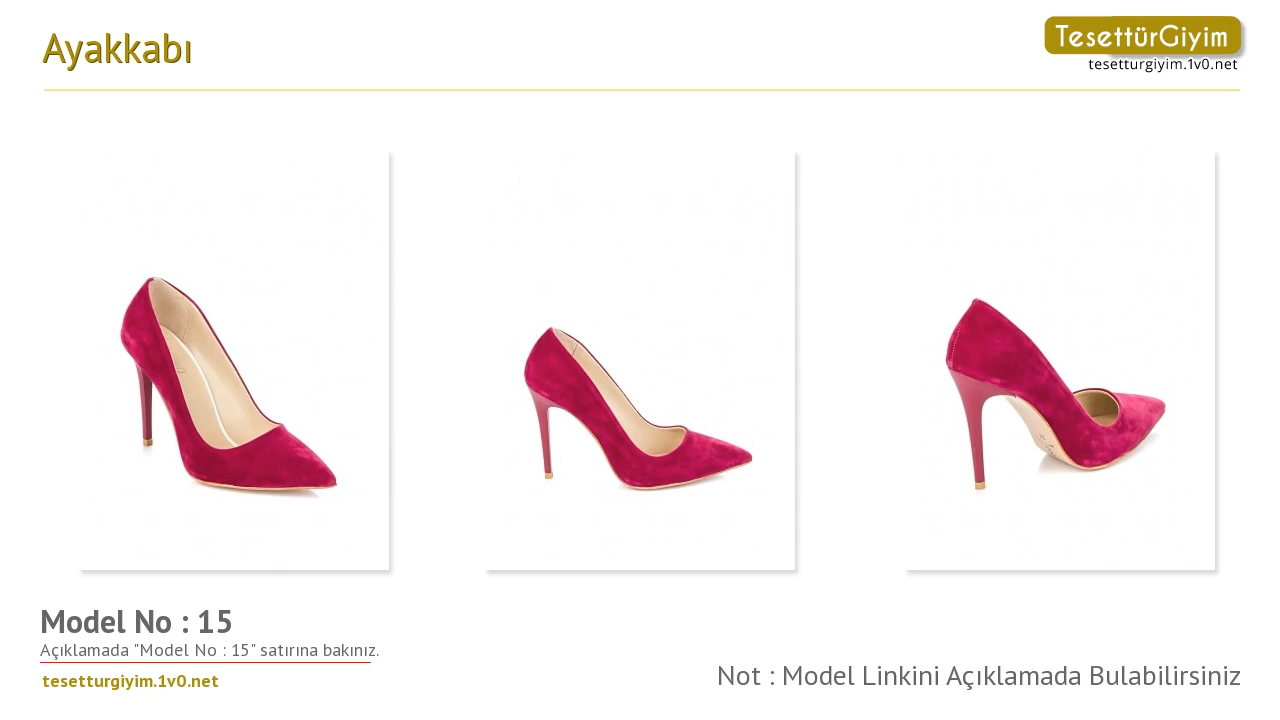 Ayakkabı
TesettürGiyim
tesetturgiyim.1v0.net
Model No : 15
Açıklamada "Model No : 15" satırına bakınız.
tesetturgiyim.1v0.net
Not : Model Linkini Açıklamada Bulabilirsiniz